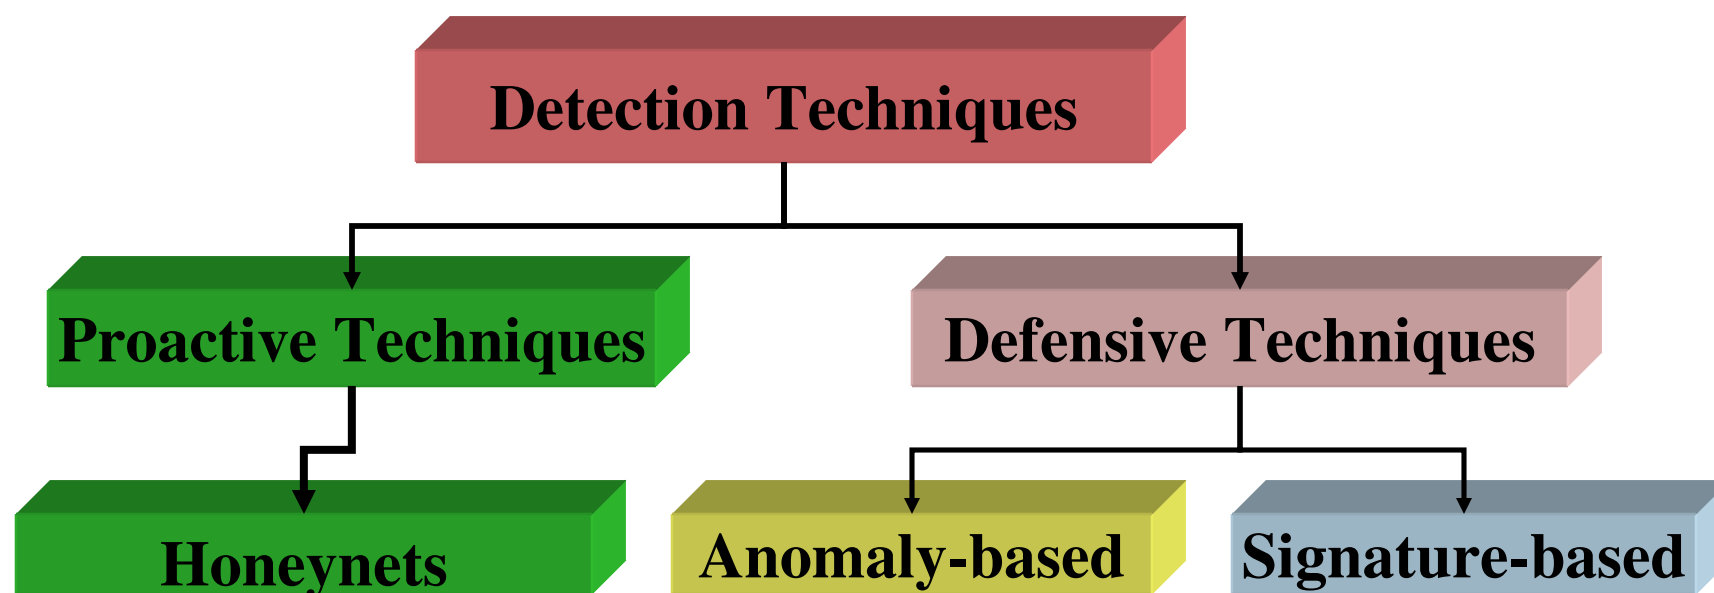 Detection Techniques
Proactive Techniques
Defensive Techniques
Honeynets
Anomaly-based
Signature-based